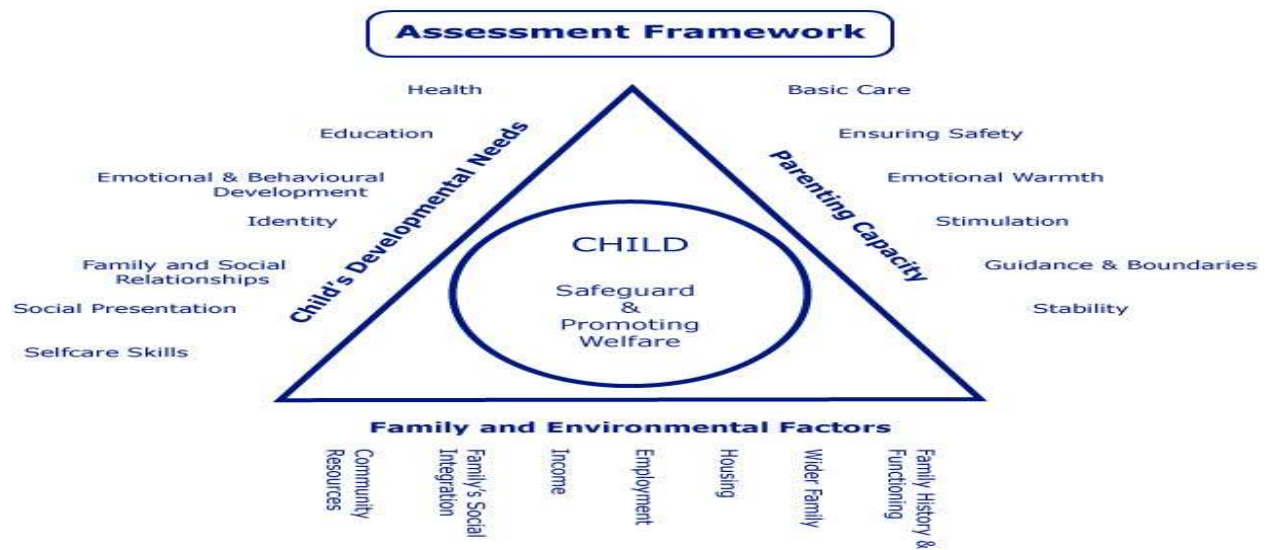 Assessment Framework
Health
Education
Emotional & Behavioural
Development
Identity
Family and Social
Relationships
Social Presentation
Selfcare Skills
Child's Developmental Needs
Basic Care
Ensuring Safety
Emotional Warmth
Stimulation
Guidance & Boundaries
Stability
Parenting Capacity
CHILD
Safeguard
&
Promoting
Welfare
Family and Environmental Factors
Community
Resources
Family's Social
Integration
Income
Employment
Housing
Wider Family
Family History &
Functioning